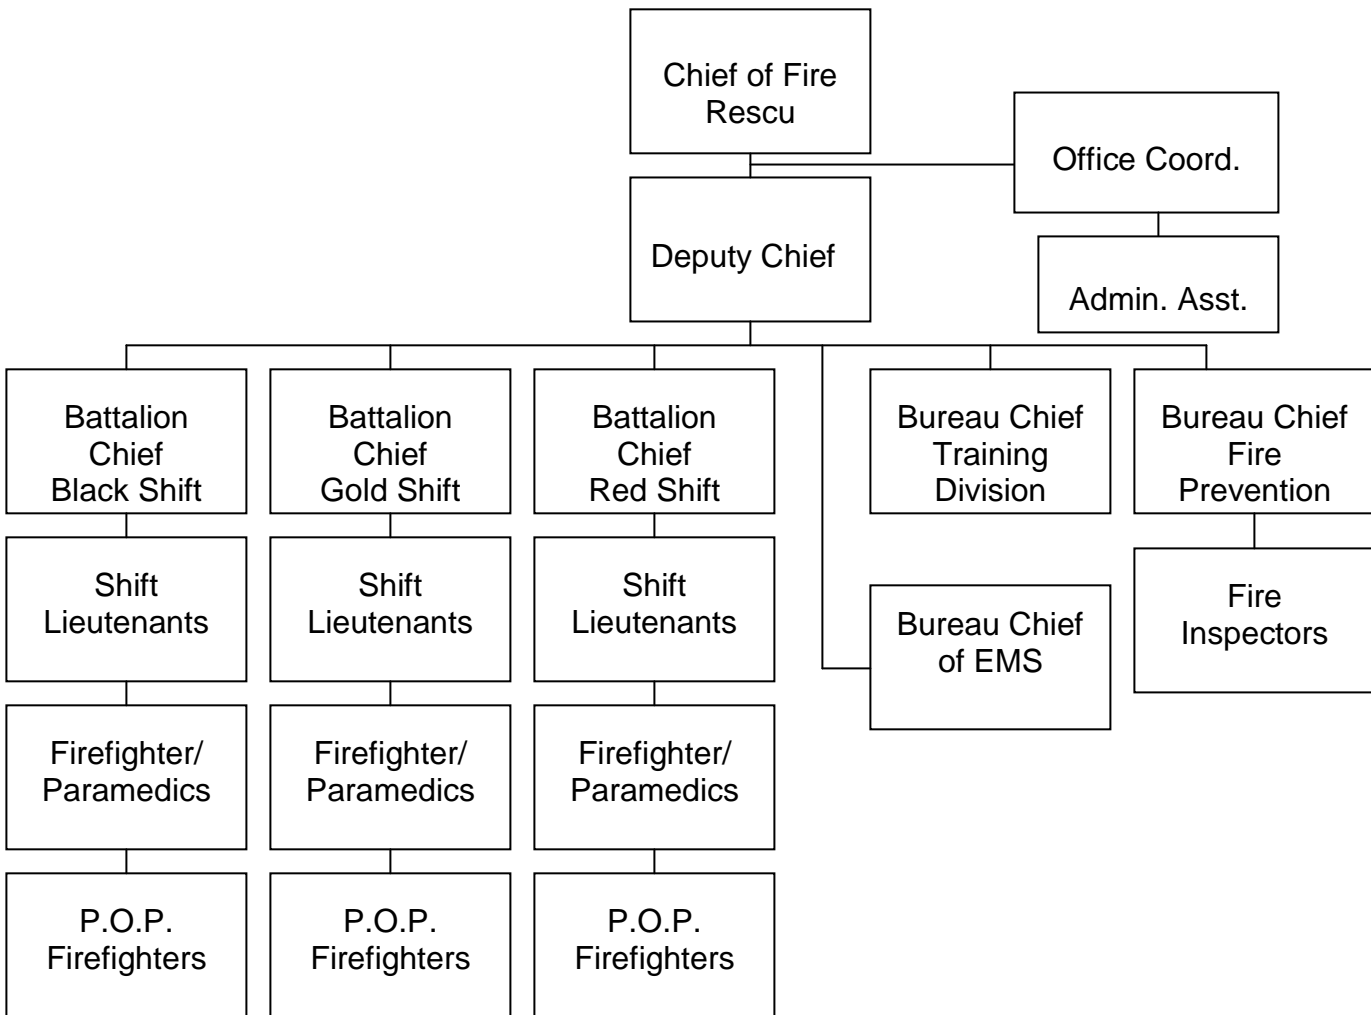 Chief of Fire
Rescu
Office Coord.
Deputy Chief
Admin. Asst.
Battalion
Chief
Black Shift
Battalion
Chief
Gold Shift
Battalion
Chief
Red Shift
Bureau Chief
Training
Division
Bureau Chief
Fire
Prevention
Shift
Lieutenants
Shift
Lieutenants
Shift
Lieutenants
Bureau Chief
of EMS
Fire
Inspectors
Firefighter/
Paramedics
Firefighter/
Paramedics
Firefighter/
Paramedics
P.O.P.
Firefighters
P.O.P.
Firefighters
P.O.P.
Firefighters